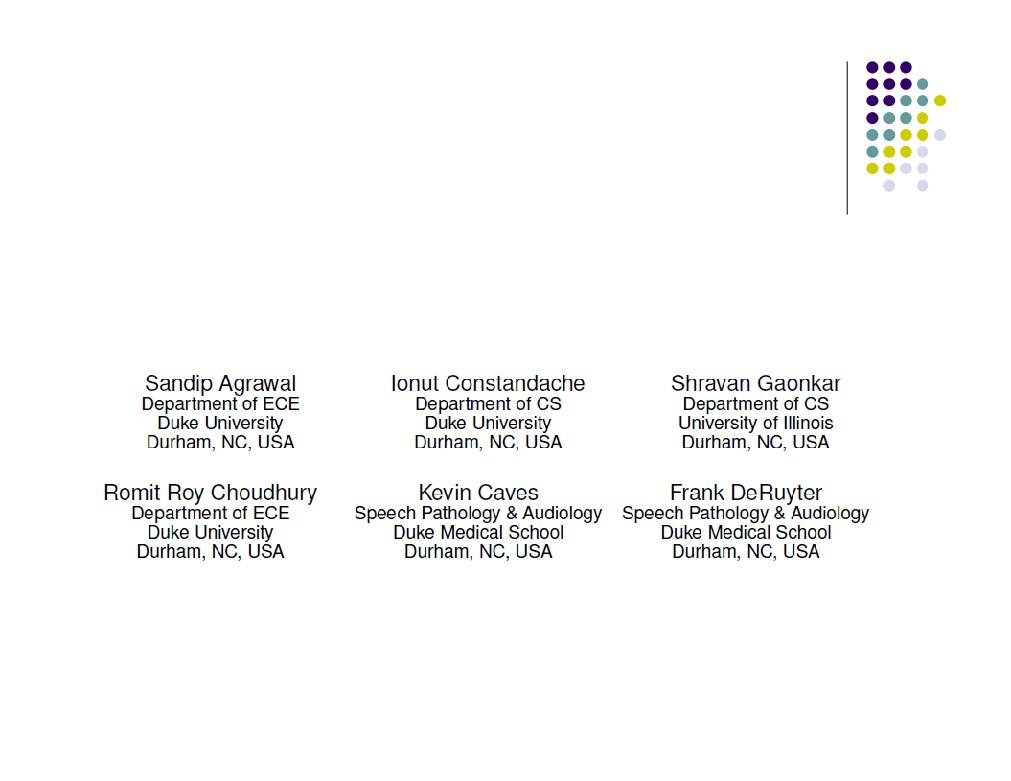 Sandip Agrawal
Department of ECE
Duke University
Durham, NC, USA
Ionut Constandache
Department of CS
Duke University
Durham, NC, USA
Shravan Gaonkar
Department of CS
University of Illinois
Durham, NC, USA
Romit Roy Choudhury
Department of ECE
Duke University
Durham, NC, USA
Kevin Caves
Speech Pathology & Audiology
Duke Medical School
Durham, NC, USA
Frank DeRuyter
Speech Pathology & Audiology
Duke Medical School
Durham, NC, USA